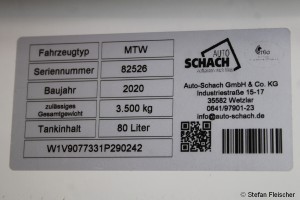 Fahrzeugtyp MTW
Seriennummer 82526
Baujahr 2020
zulässiges Gesamtgewicht 3.500 kg
Tankinhalt 80 Liter
W1V9077331P290242
AUTO
SCHACH
Auto-Schach GmbH & Co. KG
Industriestraße 15-17
35582 Wetzlar
0641/97901-23
info@auto-schach.de
© Stefan Fleischer